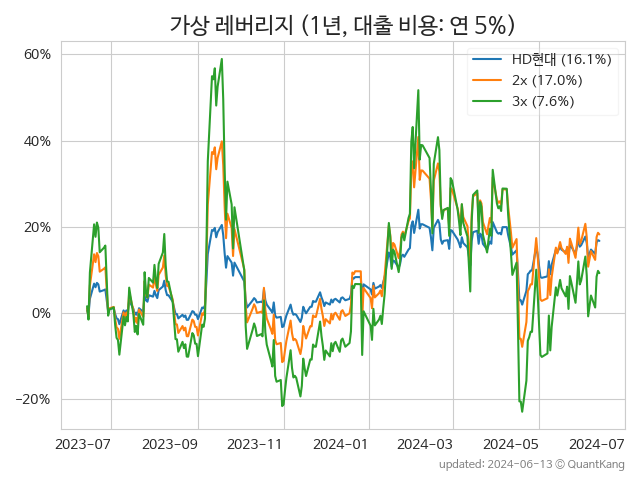 가상 레버리지 (1년, 대출 비용: 연 5%)
HD현대 (16.1%)
2x (17.0%)
3x (7.6%)
60%
40%
20%
0%
−20%
2023-07
2023-09
2023-11
2024-01
2024-03
2024-05
2024-07
updated: 2024-06-13 © QuantKang